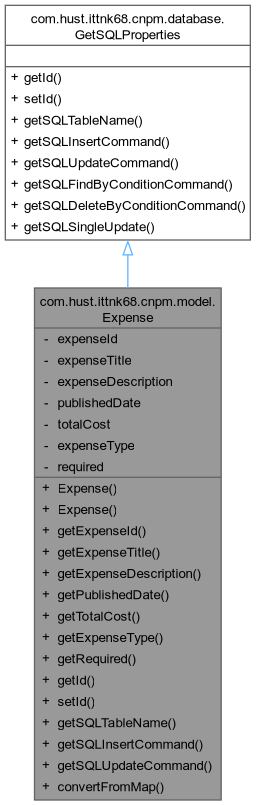 com.hust.ittnk68.cnpm.database.
GetSQLProperties
+ getId()
+ setId()
+ getSQLTableName()
+ getSQLInsertCommand()
+ getSQLUpdateCommand()
+ getSQLFindByConditionCommand()
+ getSQLDeleteByConditionCommand()
+ getSQLSingleUpdate()
com.hust.ittnk68.cnpm.model.
Expense
- expenseId
- expenseTitle
- expenseDescription
- publishedDate
- totalCost
- expenseType
- required
+ Expense()
+ Expense()
+ getExpenseId()
+ getExpenseTitle()
+ getExpenseDescription()
+ getPublishedDate()
+ getTotalCost()
+ getExpenseType()
+ getRequired()
+ getId()
+ setId()
+ getSQLTableName()
+ getSQLInsertCommand()
+ getSQLUpdateCommand()
+ convertFromMap()